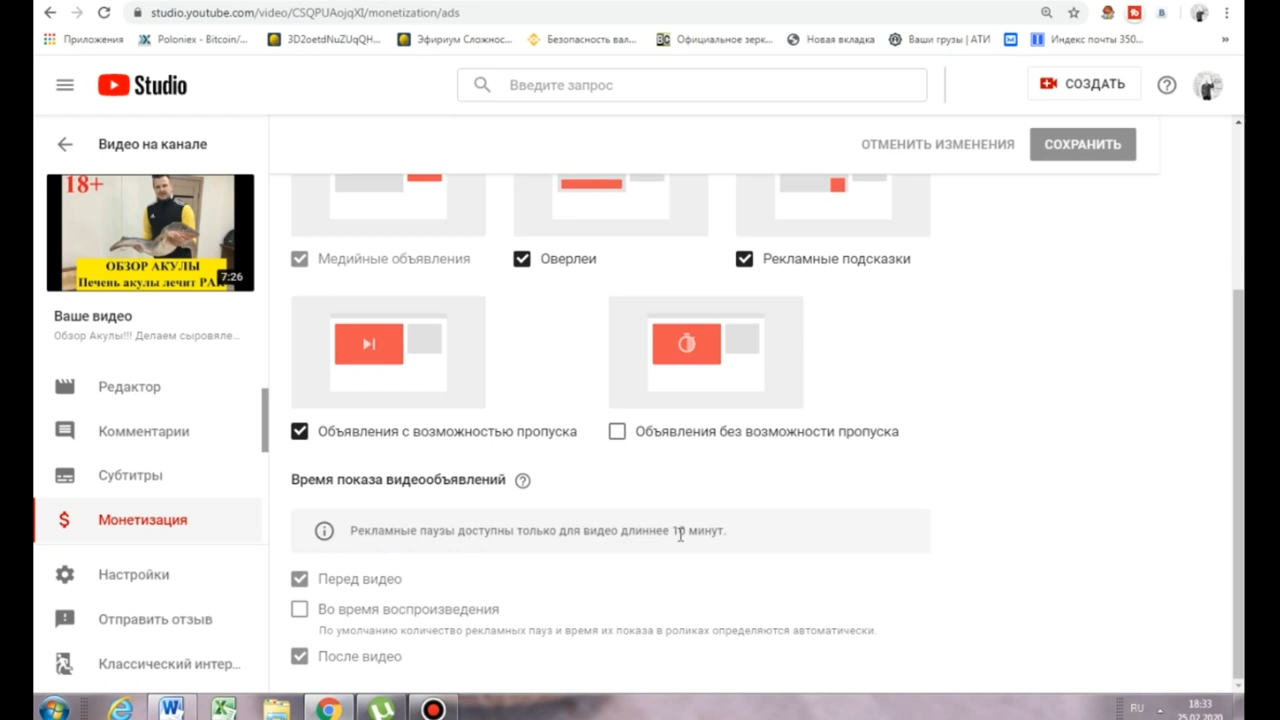 studio.youtube.com/video/CSQPUAojqXI/monetization/ads
Приложения
Poloniex - Bitcoin/...
3D2oetdNuZUqQH...
Эфириум Сложнос...
Безопасность вал...
Официальное зерк...
Новая вкладка
Ваши грузы | АТИ
Индекс почты 350...
»
Studio
Введите запрос
СОЗДАТЬ
Видео на канале
ОТМЕНИТЬ ИЗМЕНЕНИЯ
СОХРАНИТЬ
18+
ОБЗОР АКУЛЫ
Печень акулы лечит РАК
7:26
Медийные объявления
Оверлеи
Рекламные подсказки
Ваше видео
Обзор Акулы!!! Делаем сыровяле...
Редактор
Комментарии
Субтитры
Монетизация
Настройки
Отправить отзыв
Классический интер...
Объявления с возможностью пропуска
Объявления без возможности пропуска
Время показа видеообъявлений
Рекламные паузы доступны только для видео длиннее 10 минут.
Перед видео
Во время воспроизведения
По умолчанию количество рекламных пауз и время их показа в роликах определяются автоматически.
После видео
RU
18:33
25.02.2020